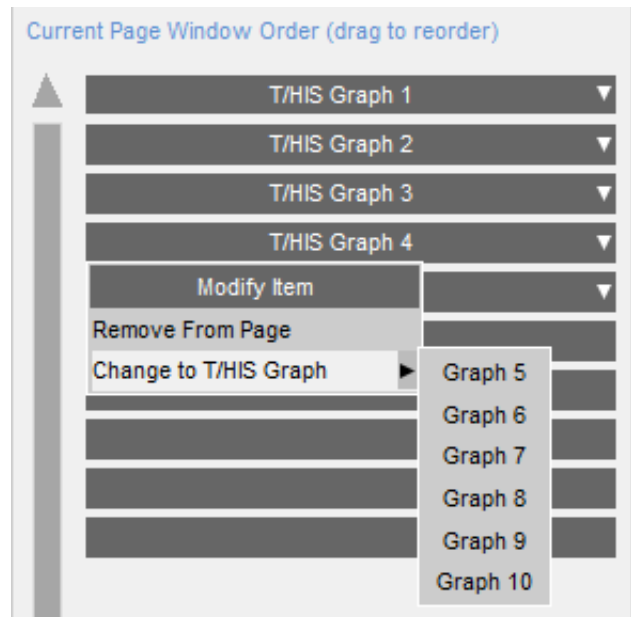 Current Page Window Order (drag to reorder)
T/HIS Graph 1
T/HIS Graph 2
T/HIS Graph 3
T/HIS Graph 4
Modify Item
Remove From Page
Change to T/HIS Graph
Graph 5
Graph 6
Graph 7
Graph 8
Graph 9
Graph 10